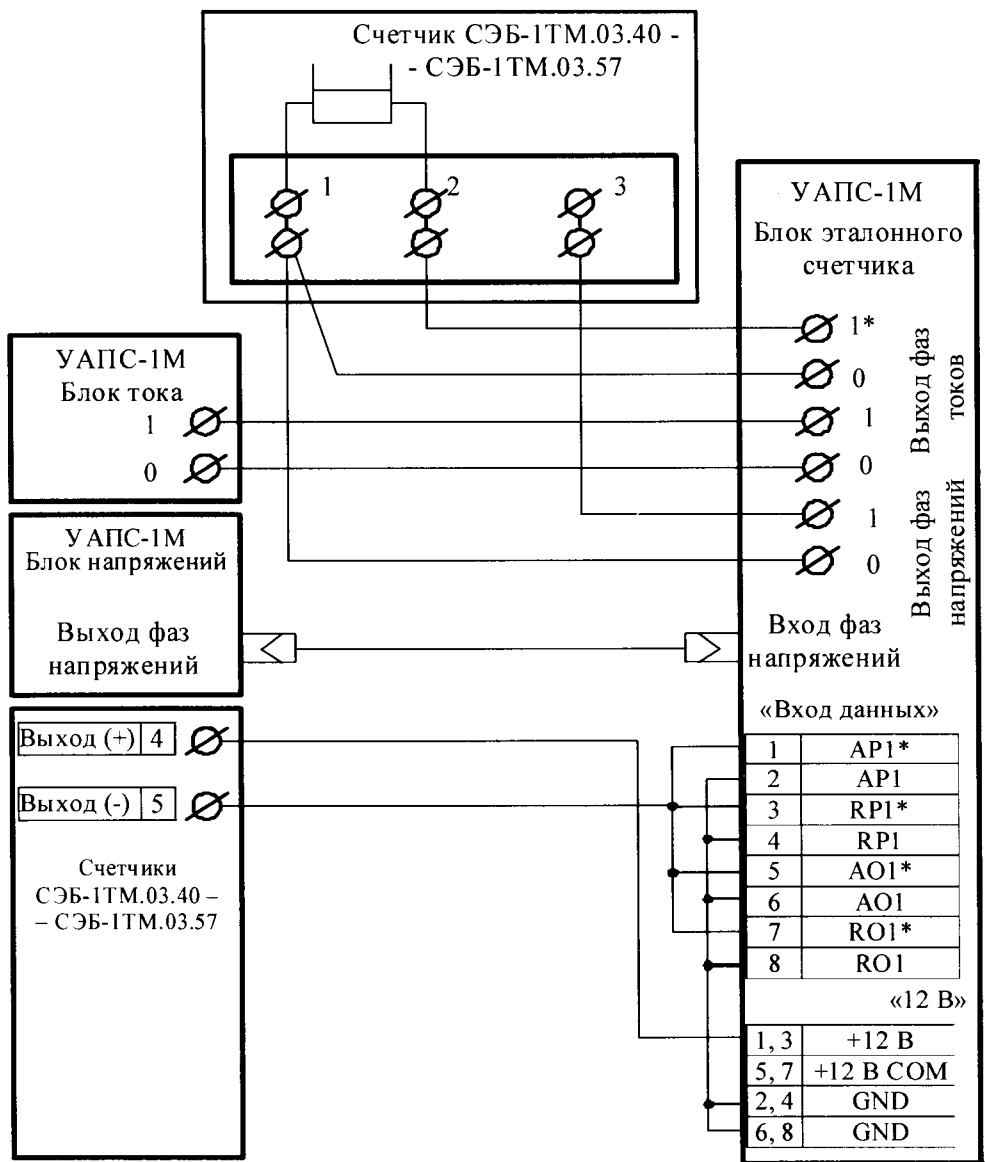 Счетчик СЭБ-1ТМ.03.40 -
- СЭБ-1ТМ.03.57
1
2
3
УАПС-1М
Блок эталонного
счетчика
1*
0
1
0
1
0
Выход фаз
токов
Выход фаз
напряжений
УАПС-1М
Блок тока
1
0
УАПС-1М
Блок напряжений
Выход фаз
напряжений
Вход фаз
напряжений
Выход (+) 4
Выход (-) 5
Счетчики
СЭБ-1ТМ.03.40 –
– СЭБ-1ТМ.03.57
«Вход данных»
1 AP1*
2 AP1
3 RP1*
4 RP1
5 AO1*
6 AO1
7 RO1*
8 RO1
«12 В»
1, 3 +12 В
5, 7 +12 В COM
2, 4 GND
6, 8 GND